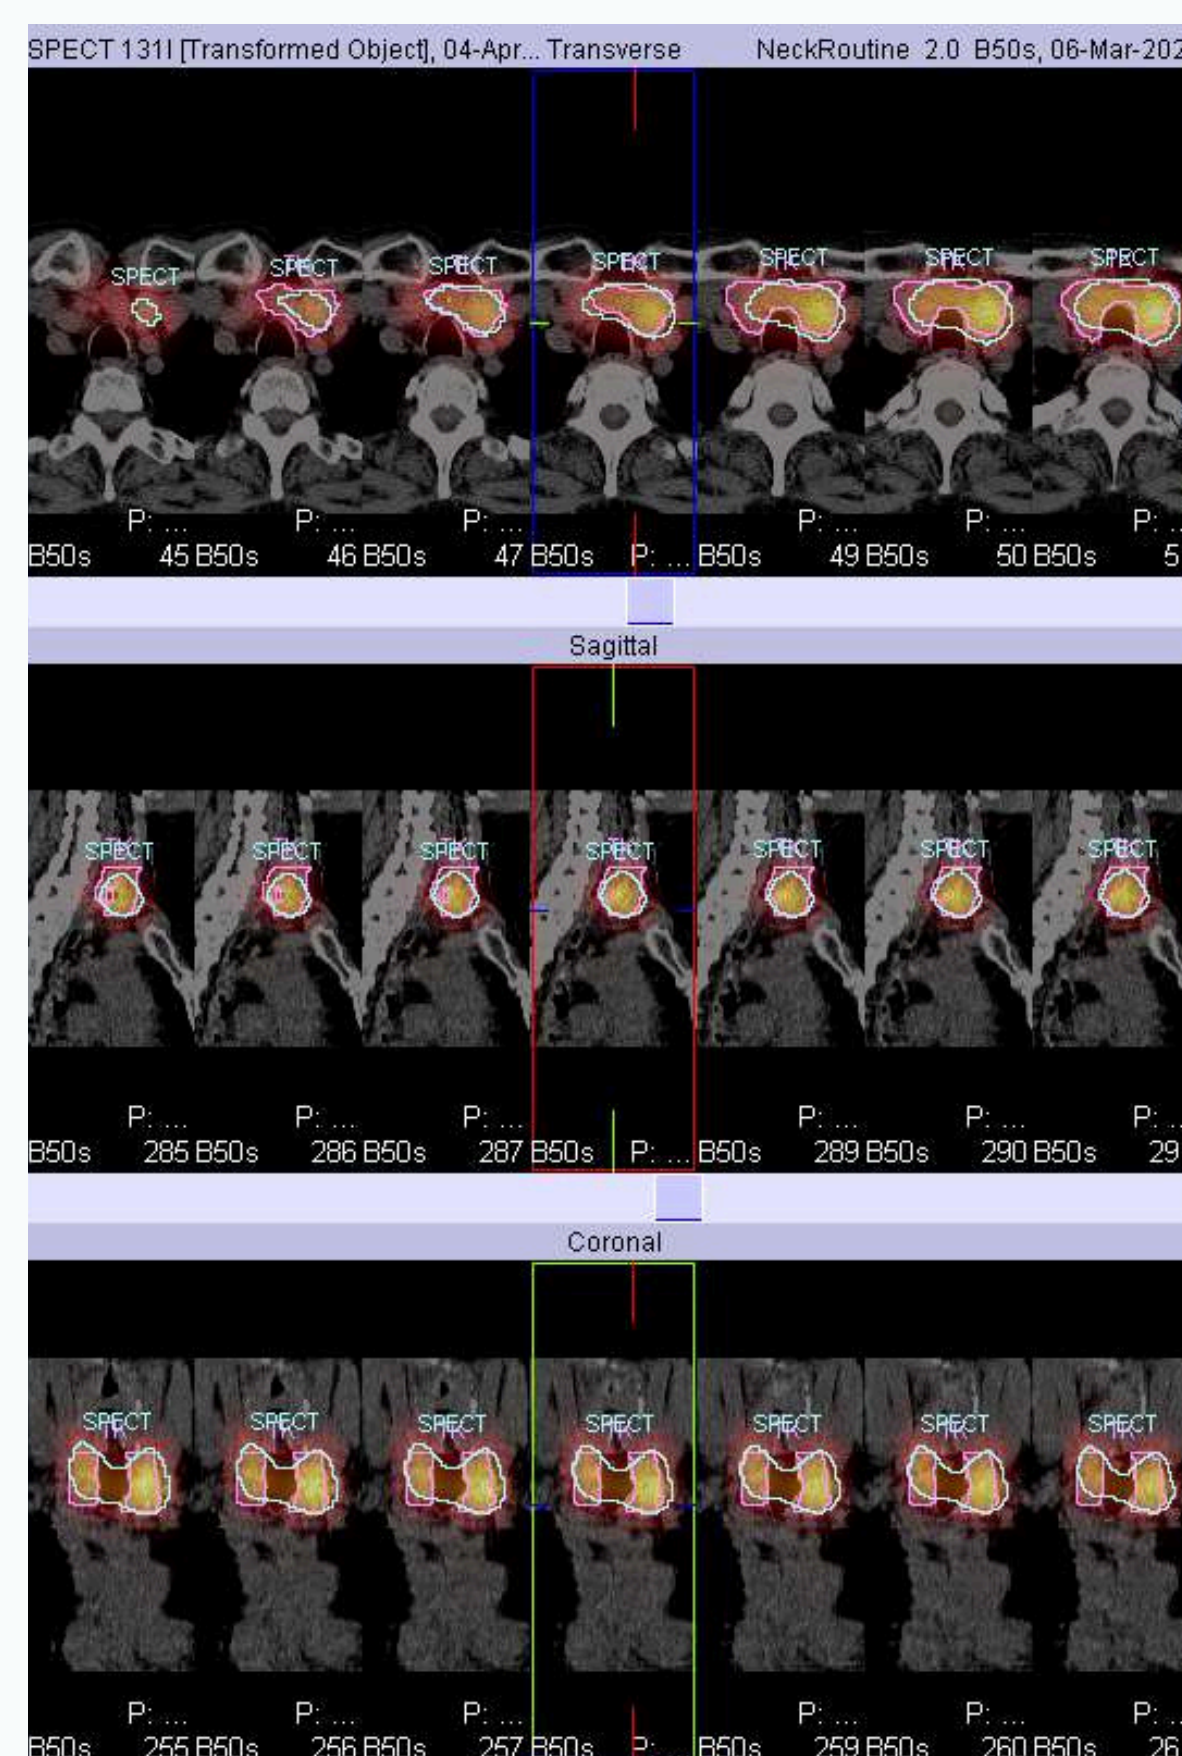 SPECT 131I [Transformed Object], 04-Apr... Transverse NeckRoutine 2.0 B50s, 06-Mar-202
SPECT SPECT SPECT SPECT SPECT SPECT SPECT
P: ... P: ... P: ... P: ... P: ... P: ..
B50s 45 B50s 46 B50s 47 B50s P: ... B50s 49 B50s 50 B50s 5
Sagittal
SPECT SPECT SPECT SPECT SPECT SPECT SPECT
P: ... P: ... P: ... P: ... P: ... P: ..
B50s 285 B50s 286 B50s 287 B50s P: ... B50s 289 B50s 290 B50s 29
Coronal
SPECT SPECT SPECT SPECT SPECT SPECT SPECT
P: ... P: ... P: ... P: ... P: ... P: ..
B50s 255 B50s 256 B50s 257 B50s P: ... B50s 259 B50s 260 B50s 26